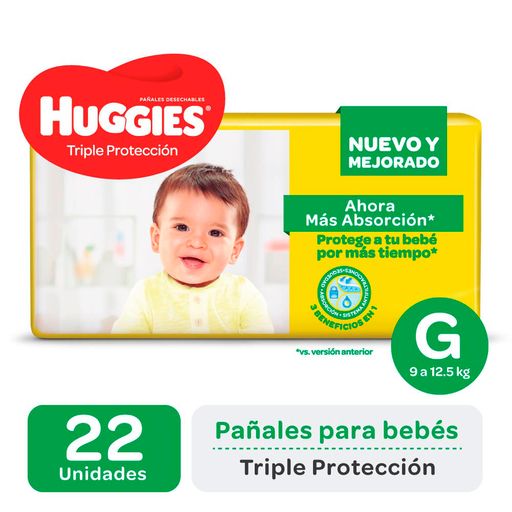 PAÑALES DESECHABLES
HUGGIES®
Triple Protección
NUEVO Y
MEJORADO
Ahora
Más Absorción*
Protege a tu bebé
por más tiempo*
3 BENEFICIOS EN 1
*vs. versión anterior
G
9 a 12.5 kg
22
Unidades
Pañales para bebés
Triple Protección